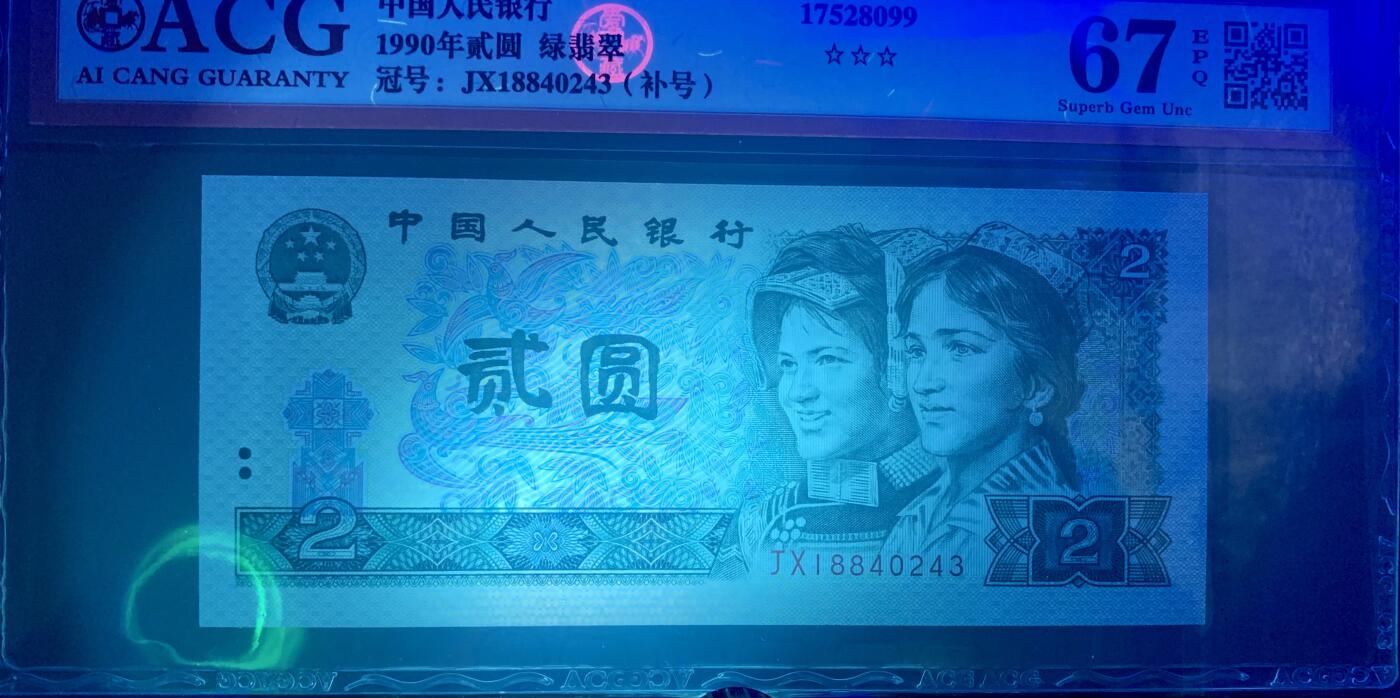 ACG
AI CANG GUARANTY
中国人民银行
1990年贰圆 绿翡翠
冠号：JX18840243（补号）
17528099
☆☆☆
67
EPQ
Superb Gem Unc
中国人民银行
2
贰圆
2
JX18840243
2